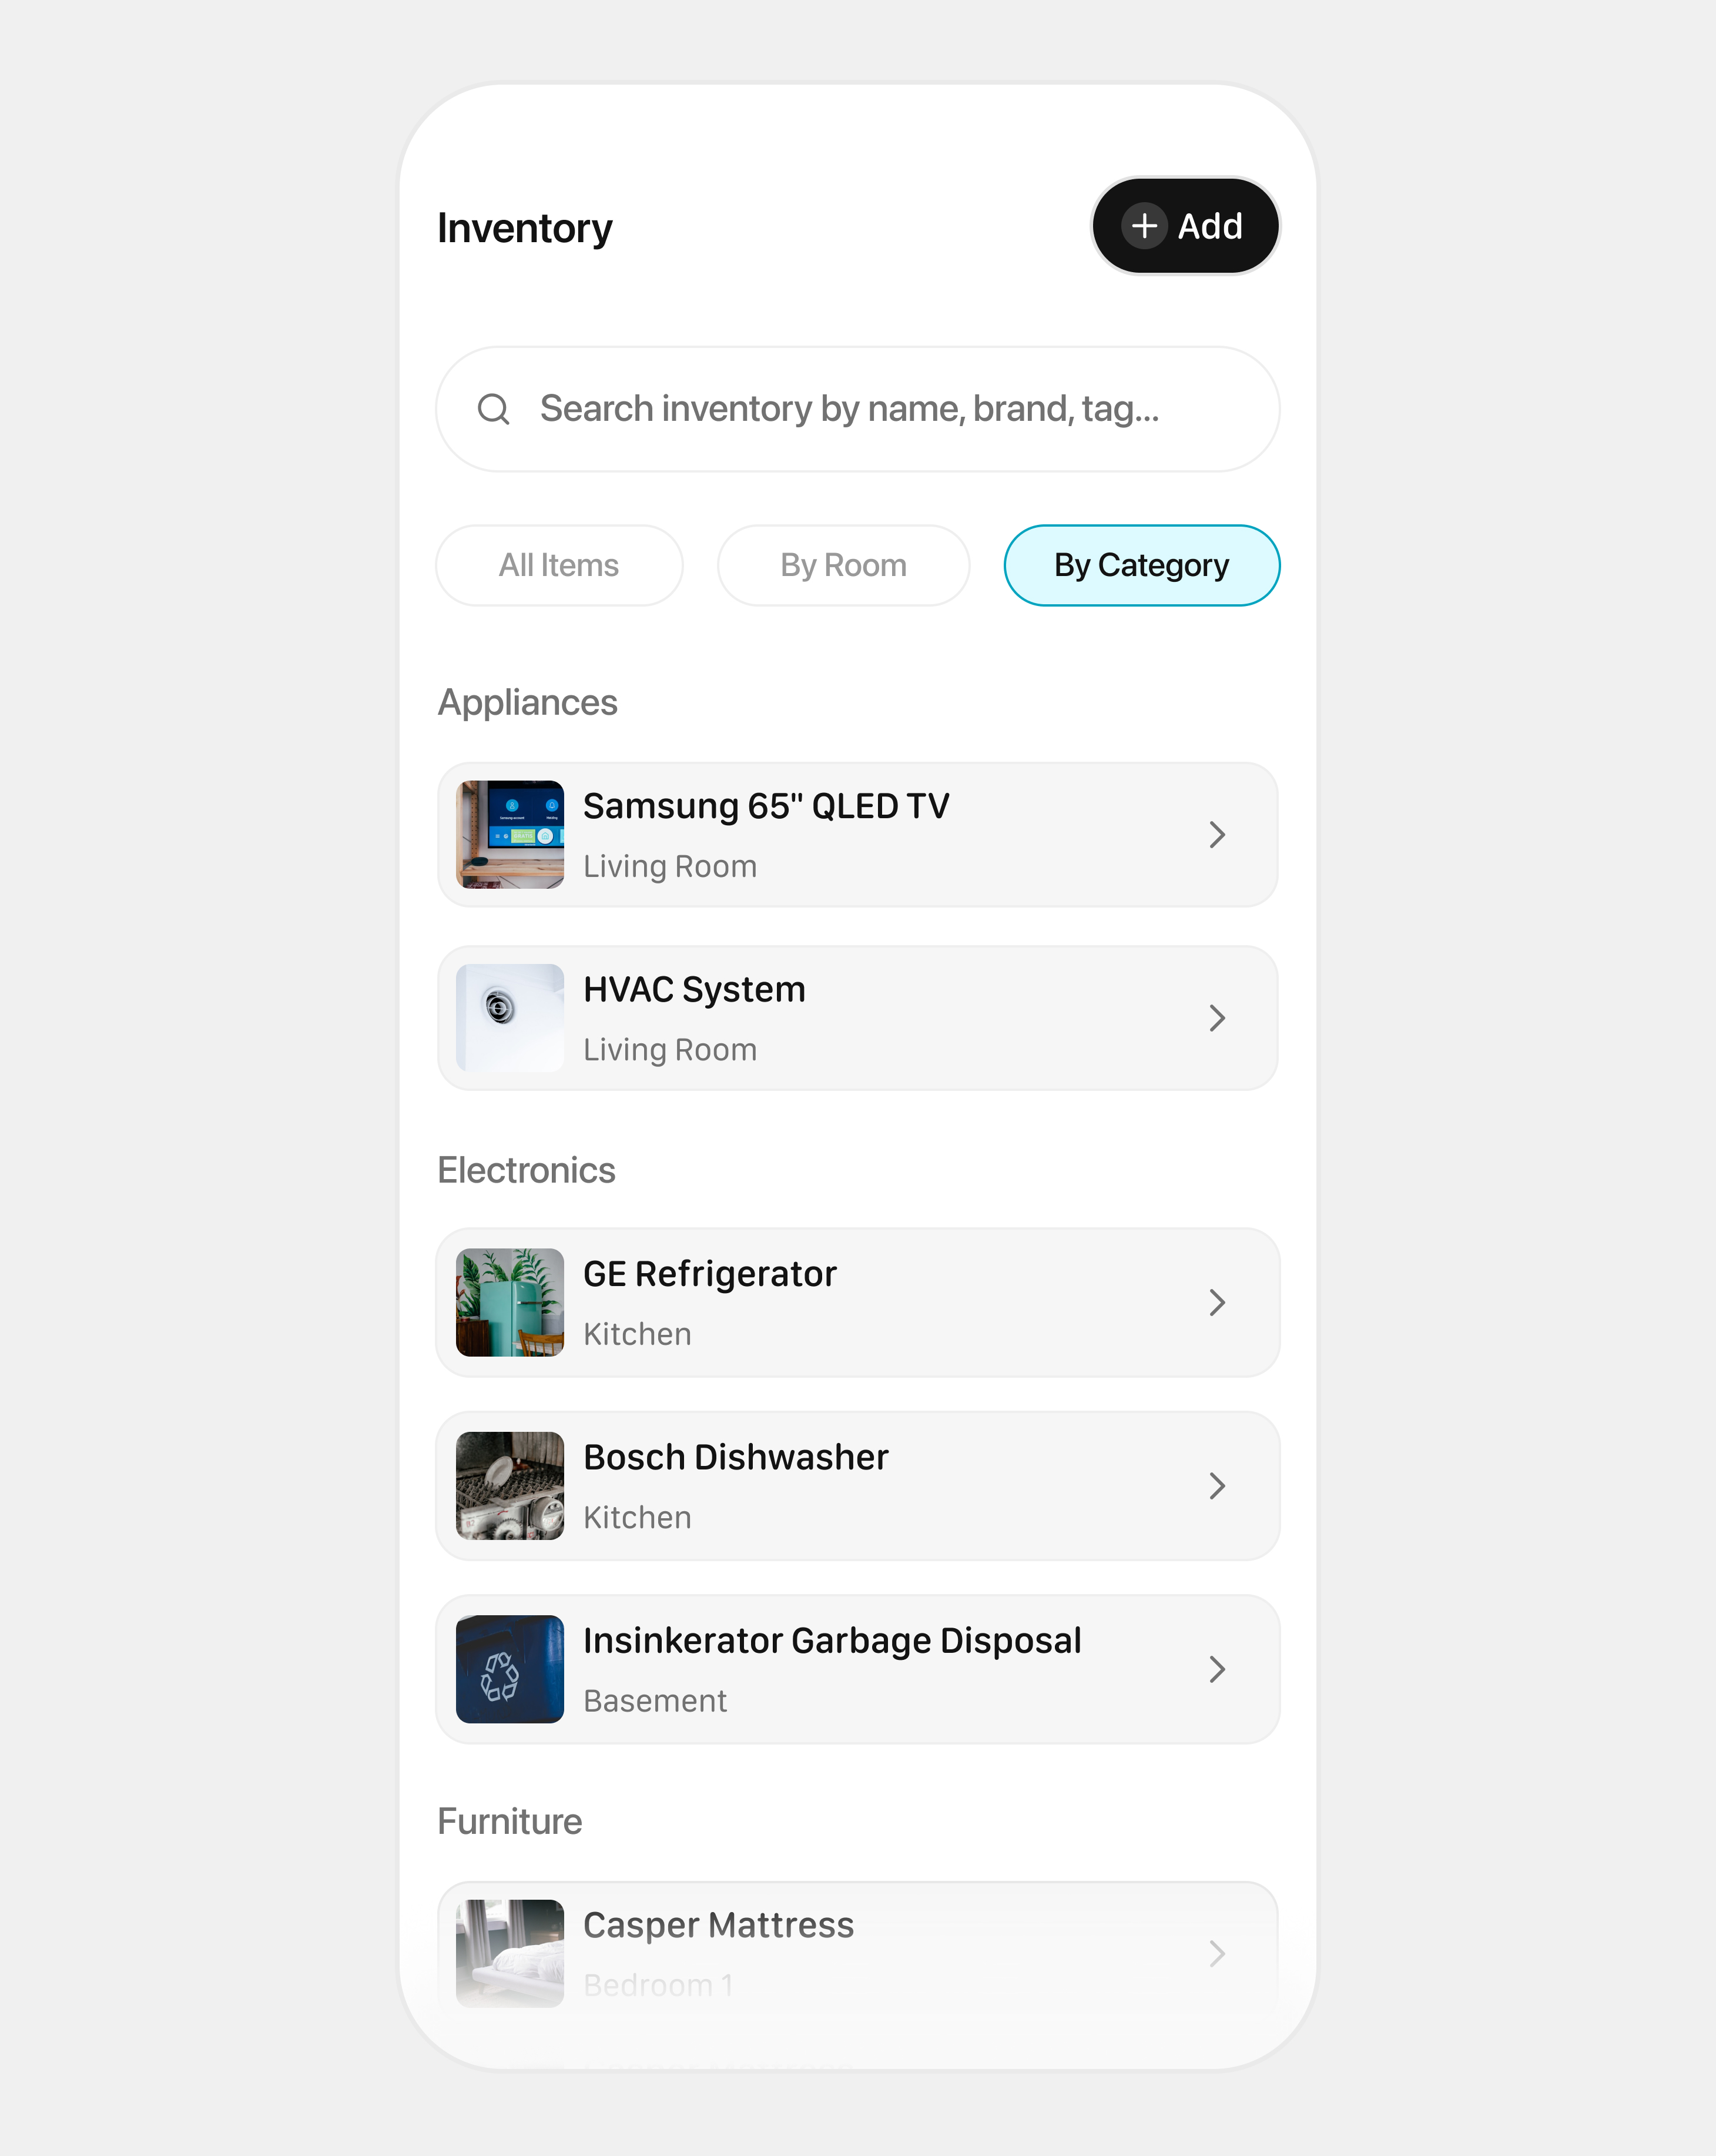 Inventory
Add
Search inventory by name, brand, tag...
All Items
By Room
By Category
Appliances
Samsung 65" QLED TV
Living Room
HVAC System
Living Room
Electronics
GE Refrigerator
Kitchen
Bosch Dishwasher
Kitchen
Insinkerator Garbage Disposal
Basement
Furniture
Casper Mattress
Bedroom 1